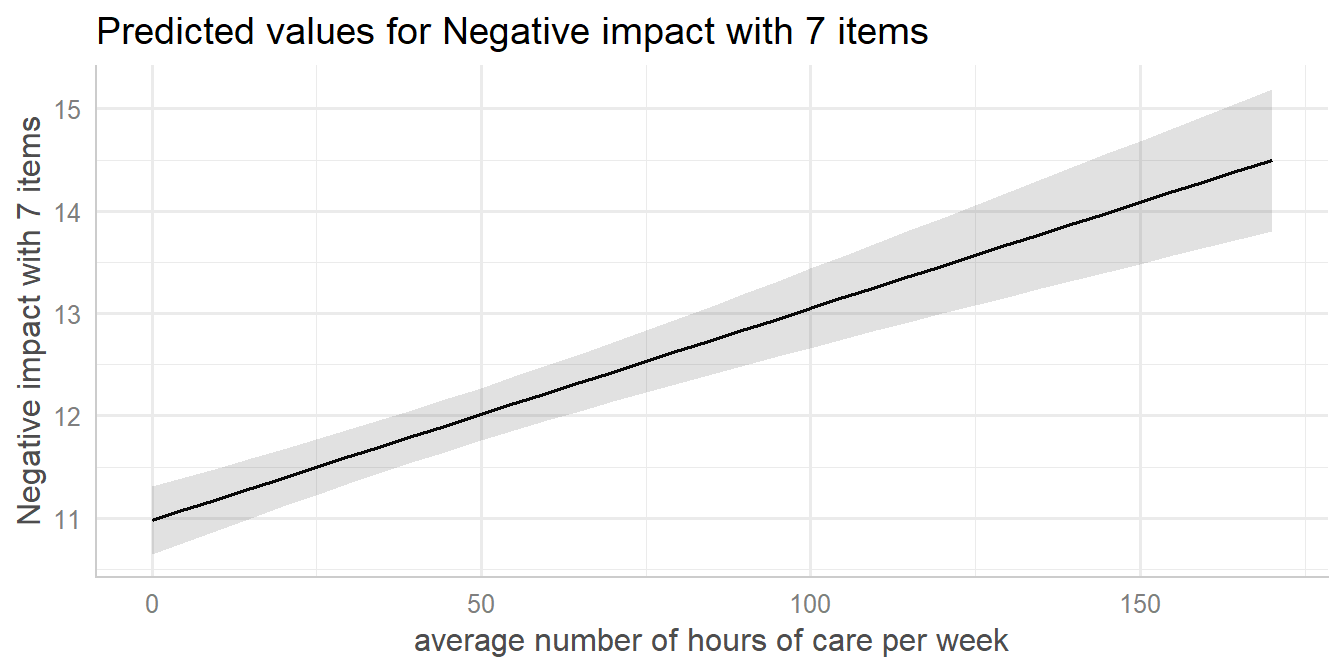 Predicted values for Negative impact with 7 items
Negative impact with 7 items
15
14
13
12
11
0 50 100 150
average number of hours of care per week